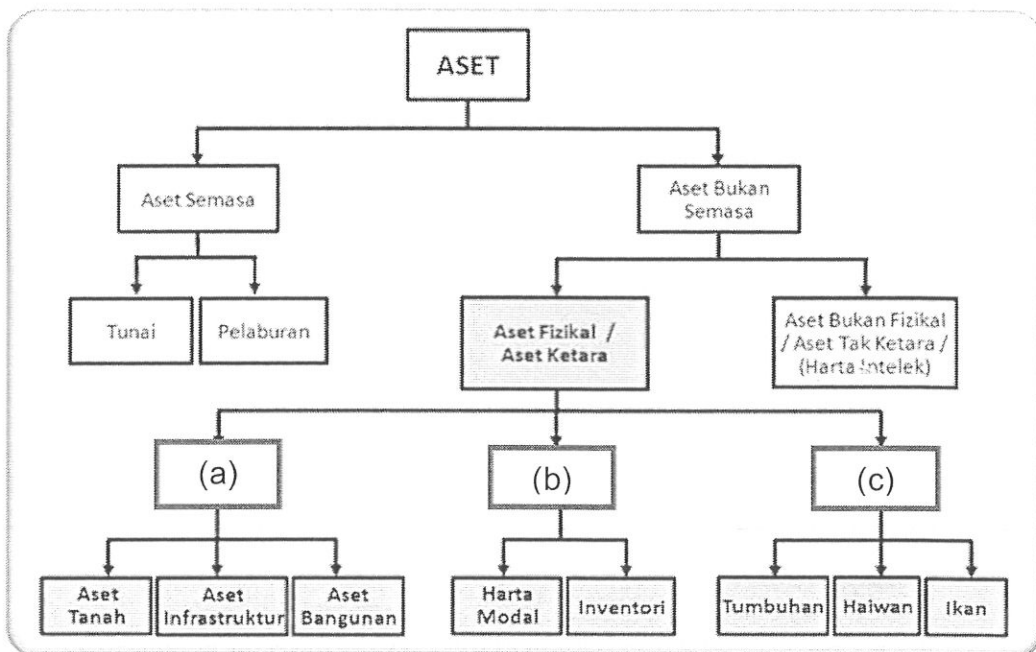 ASET
Aset Semasa
Aset Bukan
Semasa
Tunai
Pelaburan
Aset Fizikal /
Aset Ketara
Aset Bukan Fizikal
/ Aset Tak Ketara /
(Harta Intelek)
(a)
(b)
(c)
Aset
Tanah
Aset
Infrastruktur
Aset
Bangunan
Harta
Modal
Inventori
Tumbuhan
Haiwan
Ikan